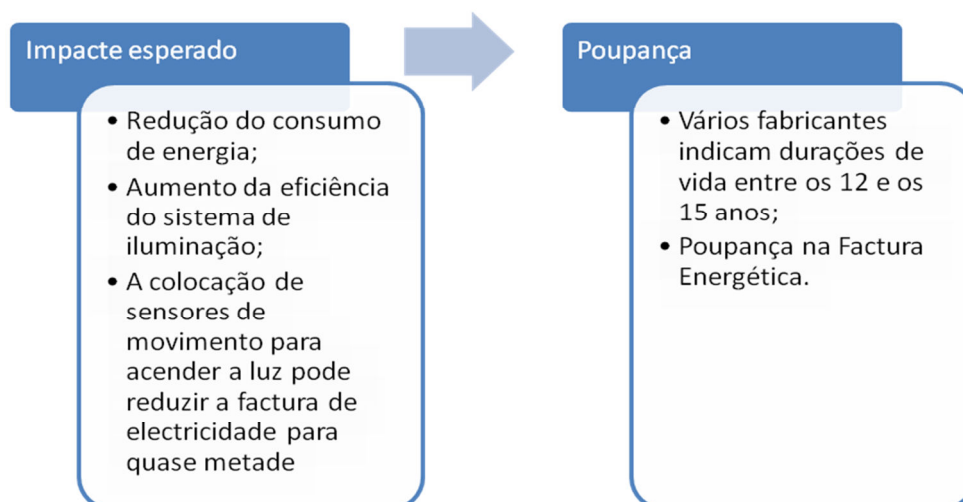 Impacte esperado
• Redução do consumo
de energia;
• Aumento da eficiência
do sistema de
iluminação;
• A colocação de
sensores de
movimento para
acender a luz pode
reduzir a factura de
electricidade para
quase metade
Poupança
• Vários fabricantes
indicam durações de
vida entre os 12 e os
15 anos;
• Poupança na Factura
Energética.